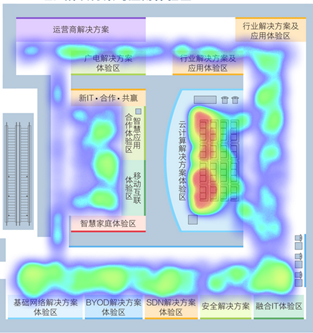 运营商解决方案
行业解决方案及
应用体验区
广电解决方案
体验区
行业解决方案及
应用体验区
新IT·合作·共赢
智慧应用
合作体验区
移动互联
体验区
云计算解决方案体验区
智慧家庭体验区
基础网络解决方案
体验区
BYOD解决方案
体验区
SDN解决方案
体验区
安全解决方案
融合IT体验区